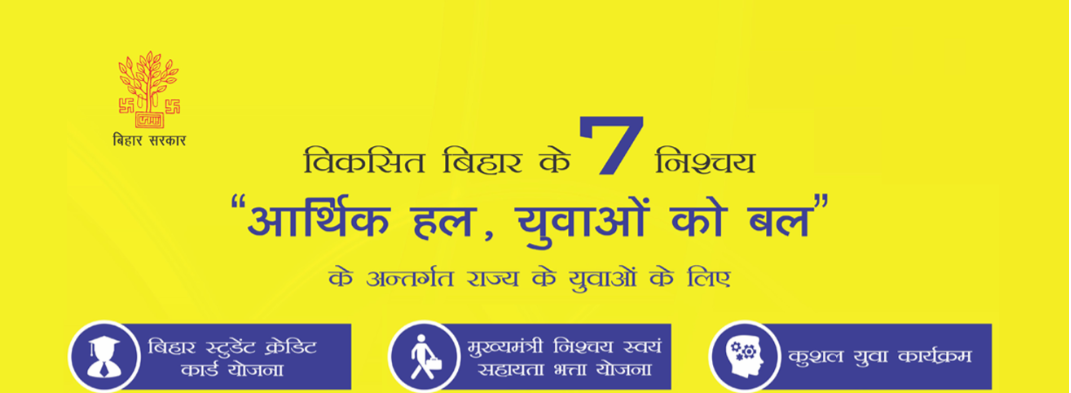 बिहार सरकार
विकसित बिहार के 7 निश्चय
“आर्थिक हल, युवाओं को बल”
के अन्तर्गत राज्य के युवाओं के लिए
बिहार स्टुडेंट क्रेडिट
कार्ड योजना
मुख्यमंत्री निश्चय स्वयं
सहायता भत्ता योजना
कुशल युवा कार्यक्रम